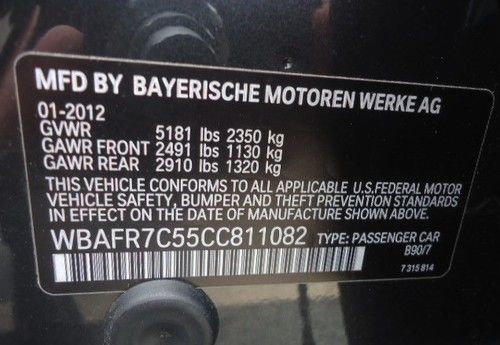 MFD BY BAYERISCHE MOTOREN WERKE AG
01-2012
GVWR 5181 lbs 2350 kg
GAWR FRONT 2491 lbs 1130 kg
GAWR REAR 2910 lbs 1320 kg
THIS VEHICLE CONFORMS TO ALL APPLICABLE U.S.FEDERAL MOTOR
VEHICLE SAFETY, BUMPER AND THEFT PREVENTION STANDARDS
IN EFFECT ON THE DATE OF MANUFACTURE SHOWN ABOVE.
WBAFR7C55CC811082 TYPE: PASSENGER CAR
B90/7
7 315 814